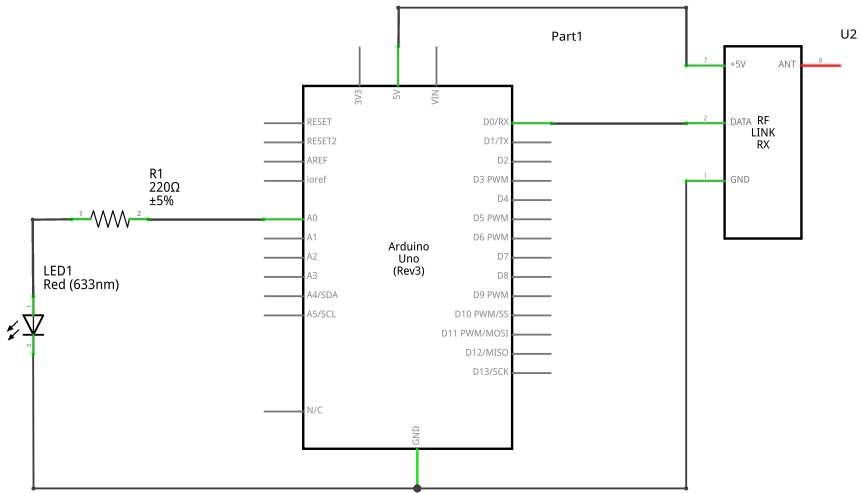 U2
Part1
3V3
5V
VIN
7
+5V
ANT
8
RESET
D0/RX
2
DATA
RF
LINK
RX
RESET2
D1/TX
AREF
D2
R1
220Ω
±5%
ioref
D3 PWM
1
GND
D4
1
2
A0
D5 PWM
A1
D6 PWM
Arduino
Uno
(Rev3)
A2
D7
LED1
Red (633nm)
A3
D8
A4/SDA
D9 PWM
1
A5/SCL
D10 PWM/SS
D11 PWM/MOSI
2
D12/MISO
D13/SCK
N/C
GND